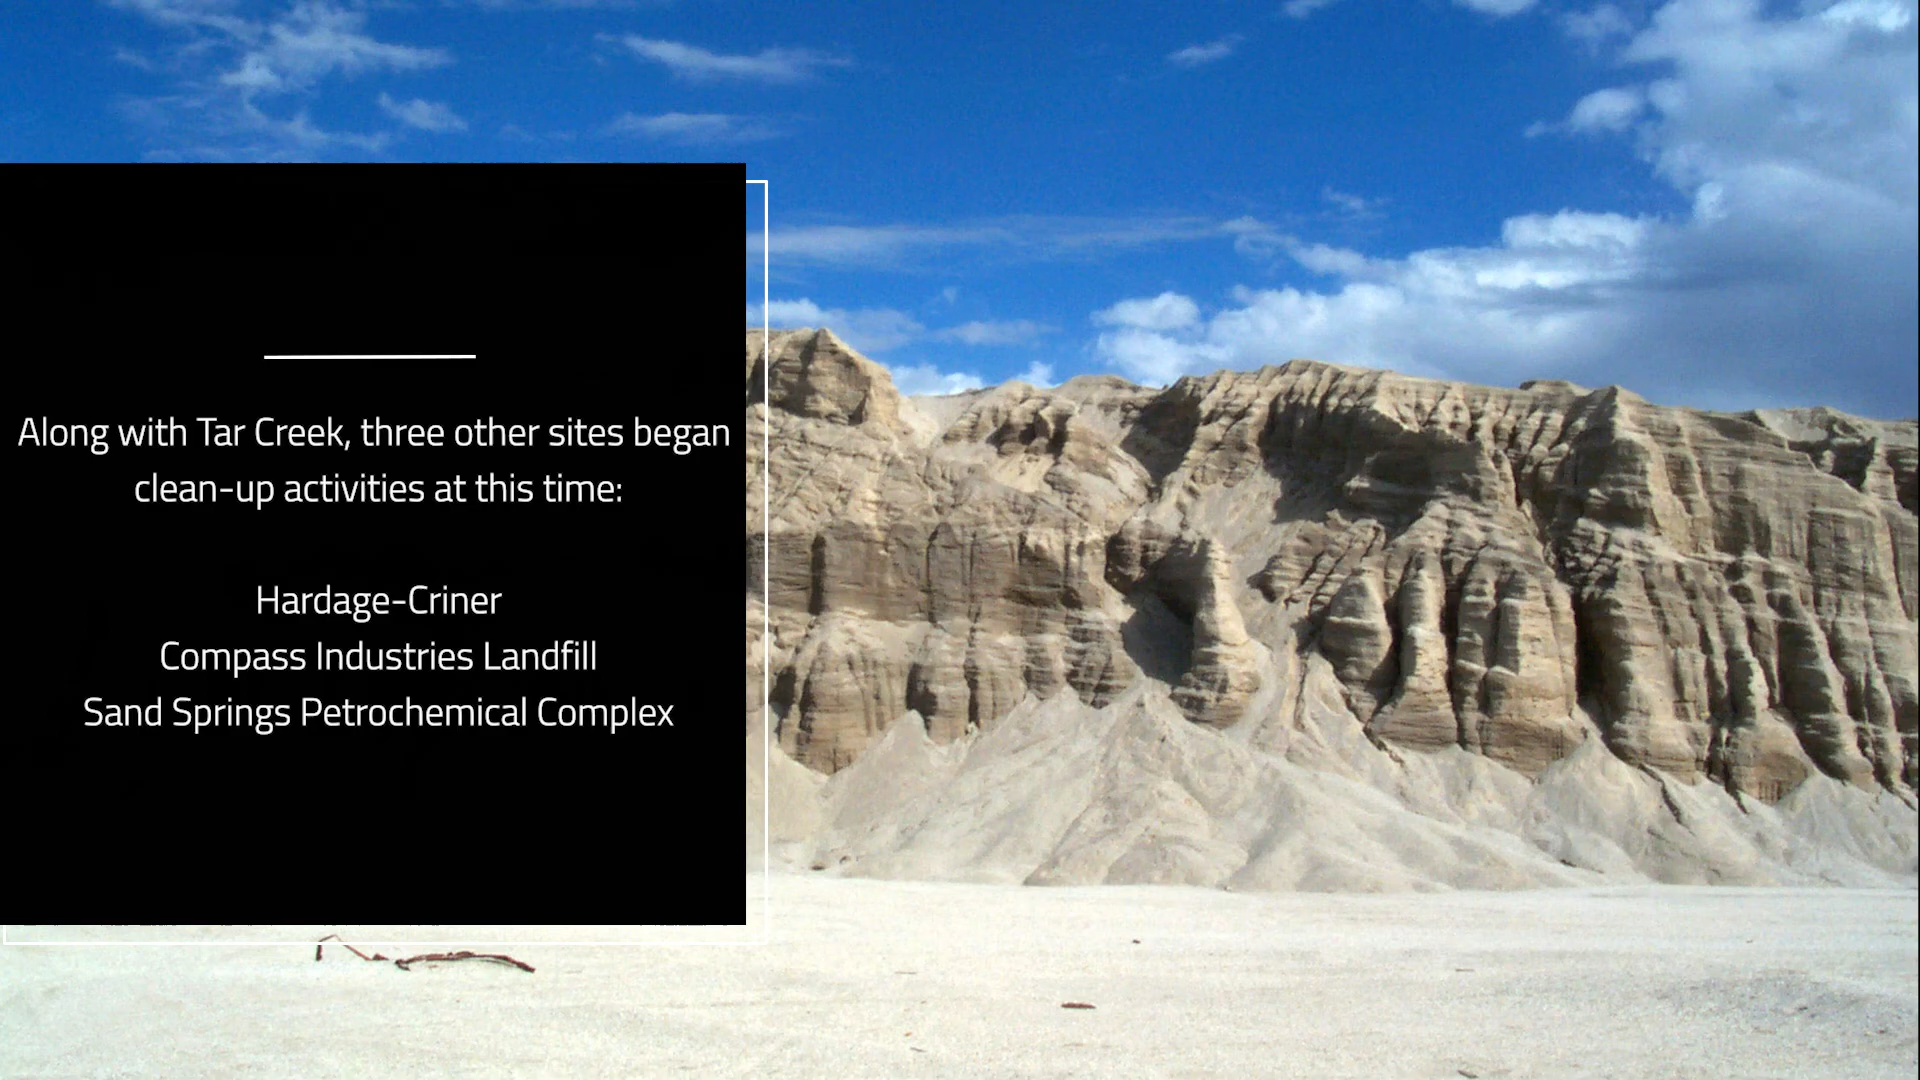 Along with Tar Creek, three other sites began
clean-up activities at this time:
Hardage-Criner
Compass Industries Landfill
Sand Springs Petrochemical Complex